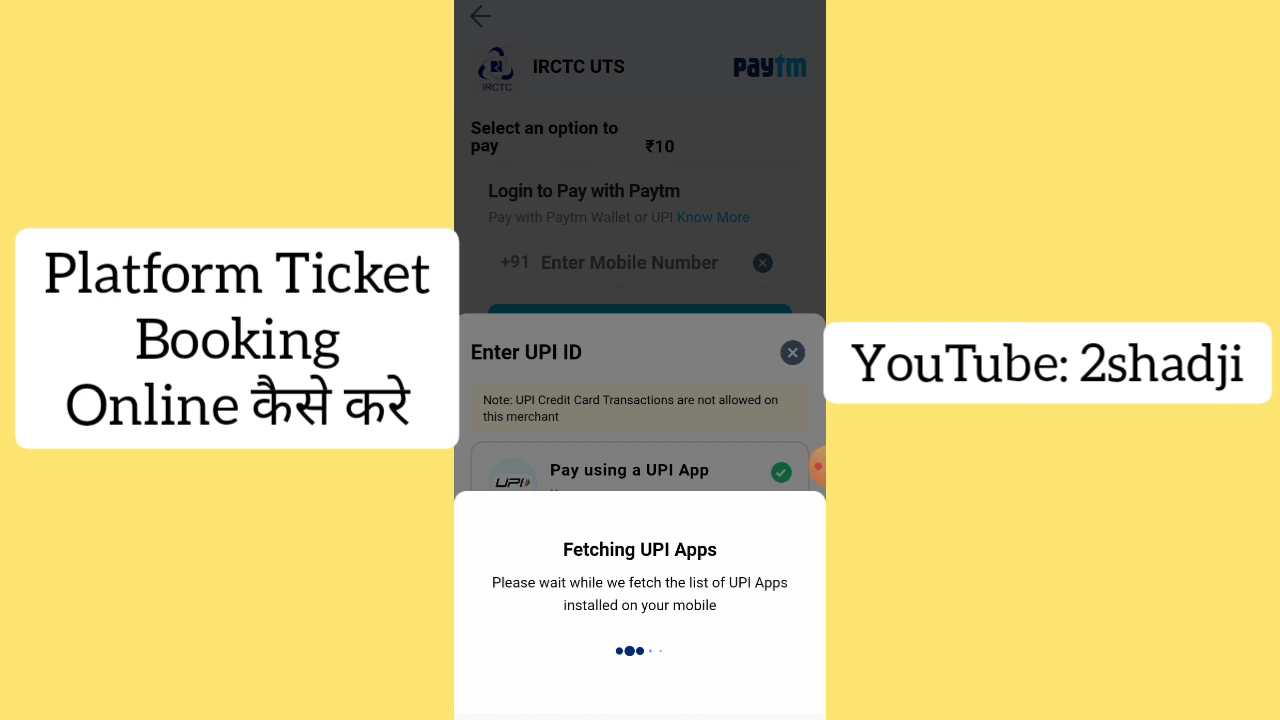 Platform Ticket
Booking
Online कैसे करे
IRCTC
IRCTC UTS
paytm
Select an option to
pay
₹10
Login to Pay with Paytm
Pay with Paytm Wallet or UPI Know More
+91 Enter Mobile Number
Enter UPI ID
Note: UPI Credit Card Transactions are not allowed on
this merchant
UPI
Pay using a UPI App
Fetching UPI Apps
Please wait while we fetch the list of UPI Apps
installed on your mobile
YouTube: 2shadji